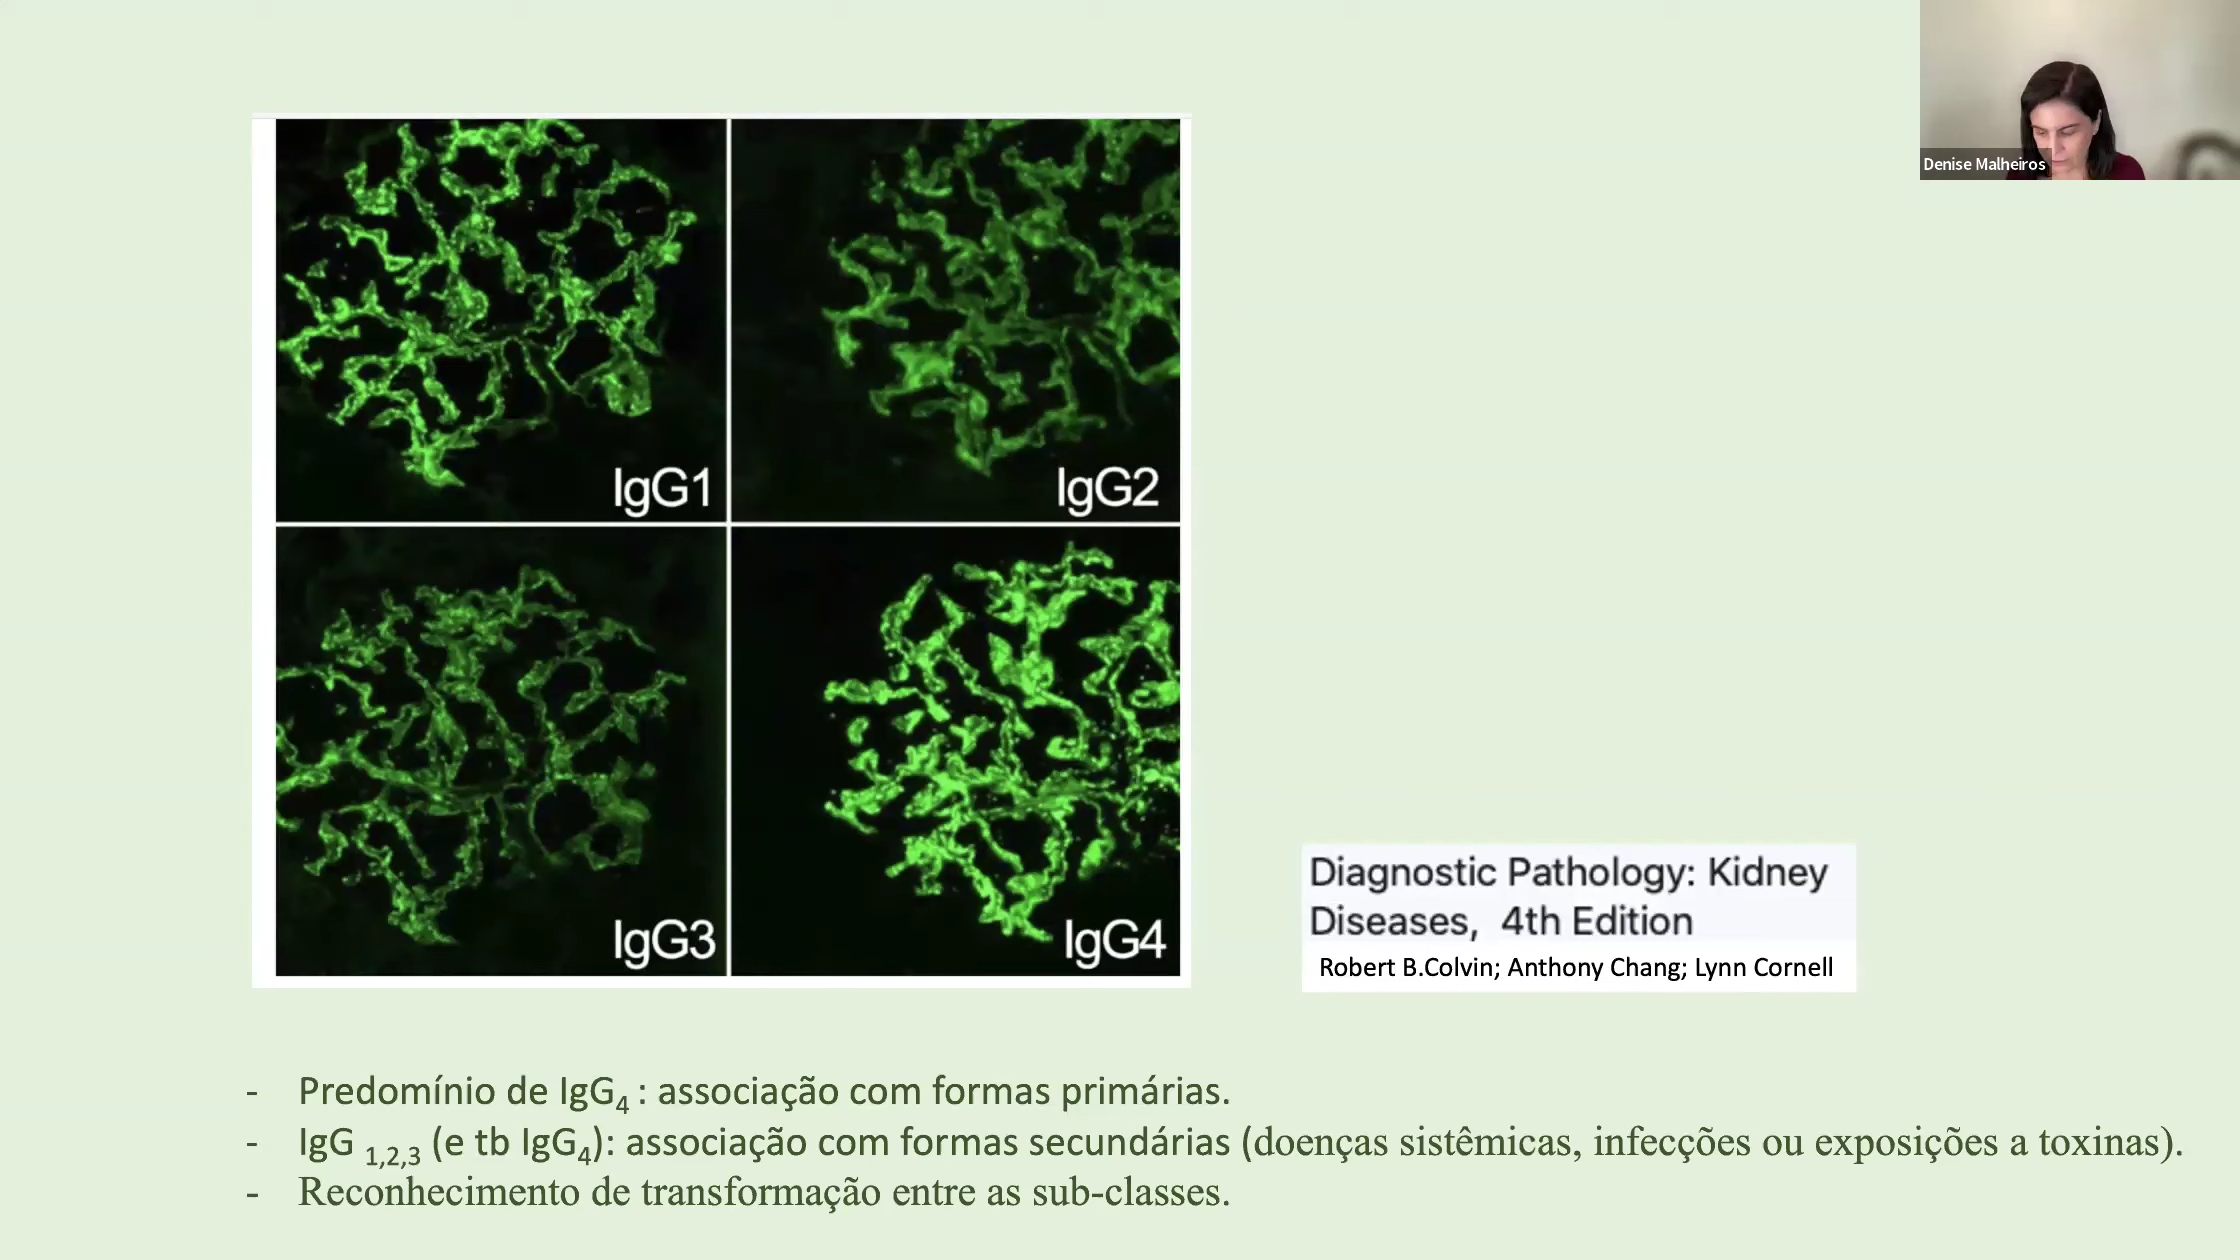 Denise Malheiros
IgG1
IgG2
IgG3
IgG4
Diagnostic Pathology: Kidney
Diseases, 4th Edition
Robert B.Colvin; Anthony Chang; Lynn Cornell
- Predomínio de IgG4 : associação com formas primárias.
- IgG 1,2,3 (e tb IgG4): associação com formas secundárias (doenças sistêmicas, infecções ou exposições a toxinas).
- Reconhecimento de transformação entre as sub-classes.